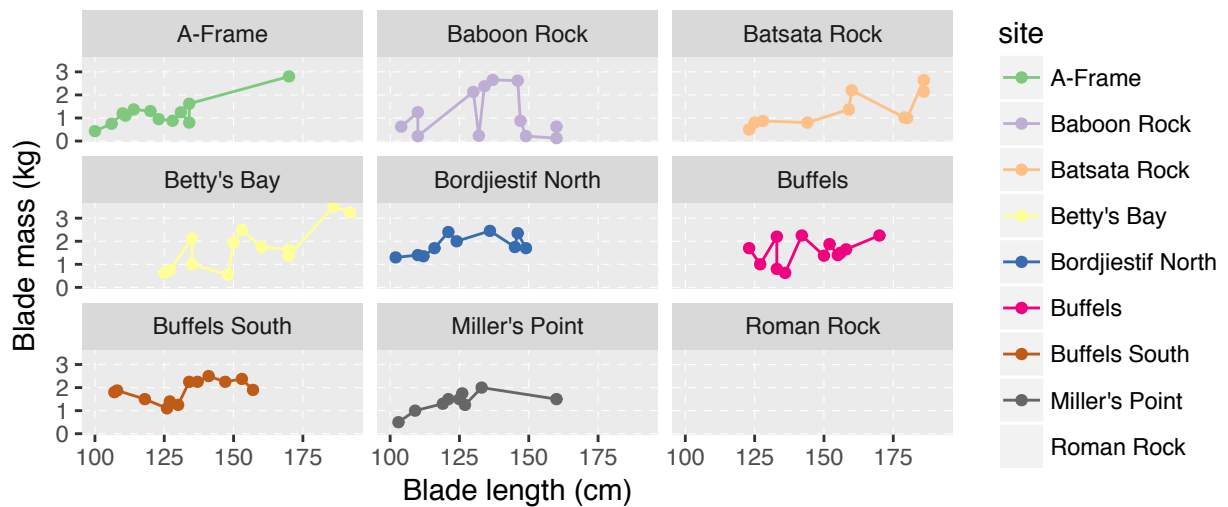 A-Frame Baboon Rock Batsata Rock
3
2
1
0
Betty's Bay Bordjiestif North Buffels
3
2
1
0
Buffels South Miller's Point Roman Rock
3
2
1
0
100 125 150 175 100 125 150 175 100 125 150 175
Blade length (cm)
Blade mass (kg)
site
A-Frame
Baboon Rock
Batsata Rock
Betty's Bay
Bordjiestif North
Buffels
Buffels South
Miller's Point
Roman Rock